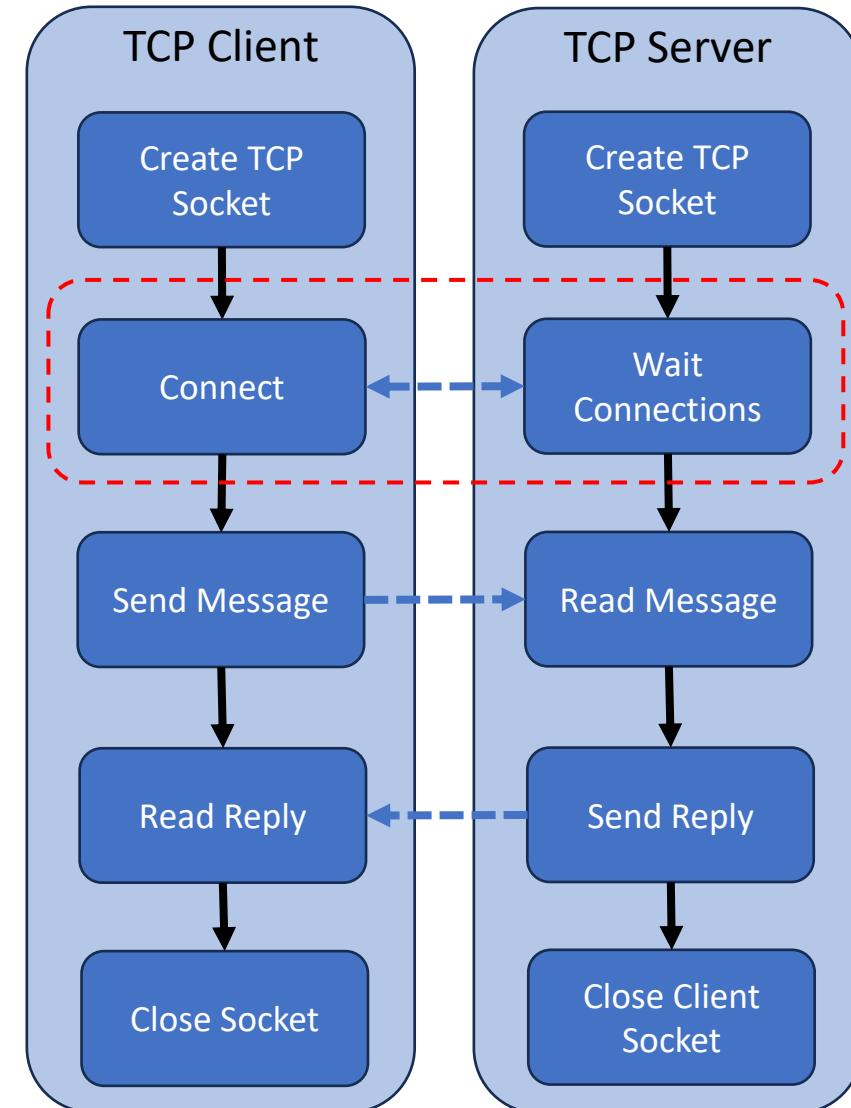 TCP Client
Create TCP
Socket
Connect
Send Message
Read Reply
Close Socket
TCP Server
Create TCP
Socket
Wait
Connections
Read Message
Send Reply
Close Client
Socket